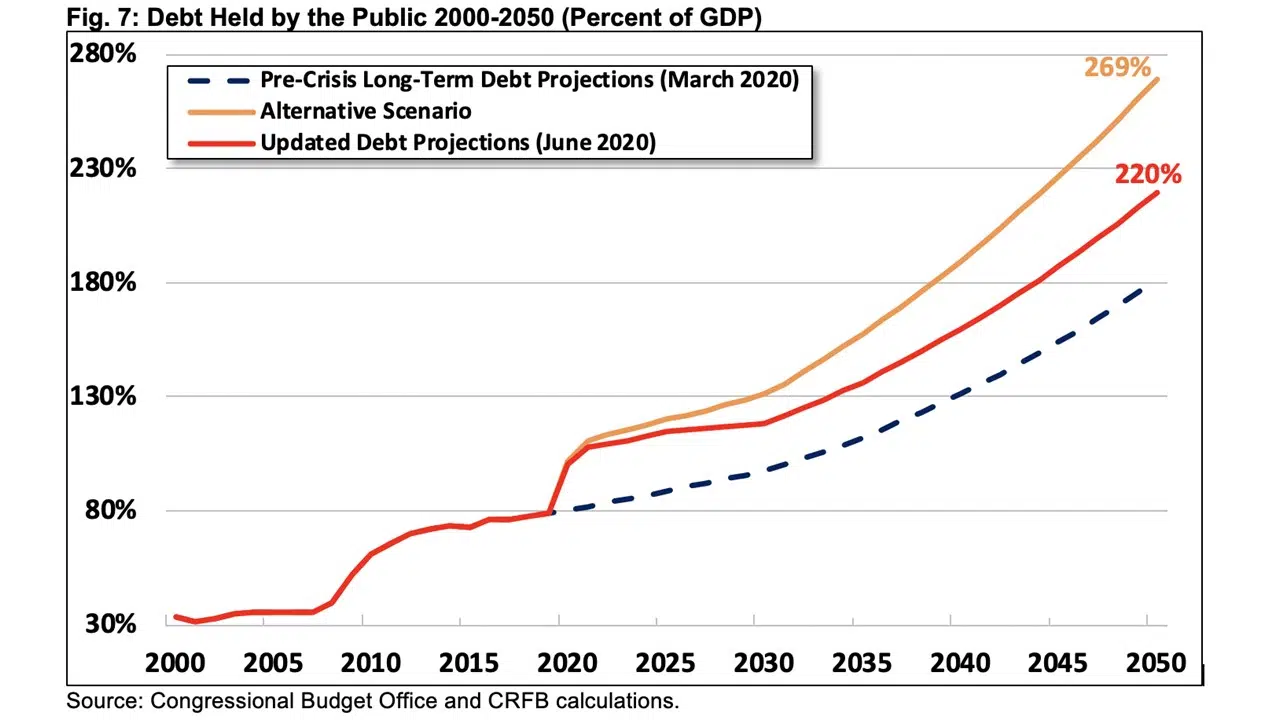 Fig. 7: Debt Held by the Public 2000-2050 (Percent of GDP)
280%
269%
Pre-Crisis Long-Term Debt Projections (March 2020)
Alternative Scenario
Updated Debt Projections (June 2020)
230%
220%
180%
130%
80%
30%
2000 2005 2010 2015 2020 2025 2030 2035 2040 2045 2050
Source: Congressional Budget Office and CRFB calculations.